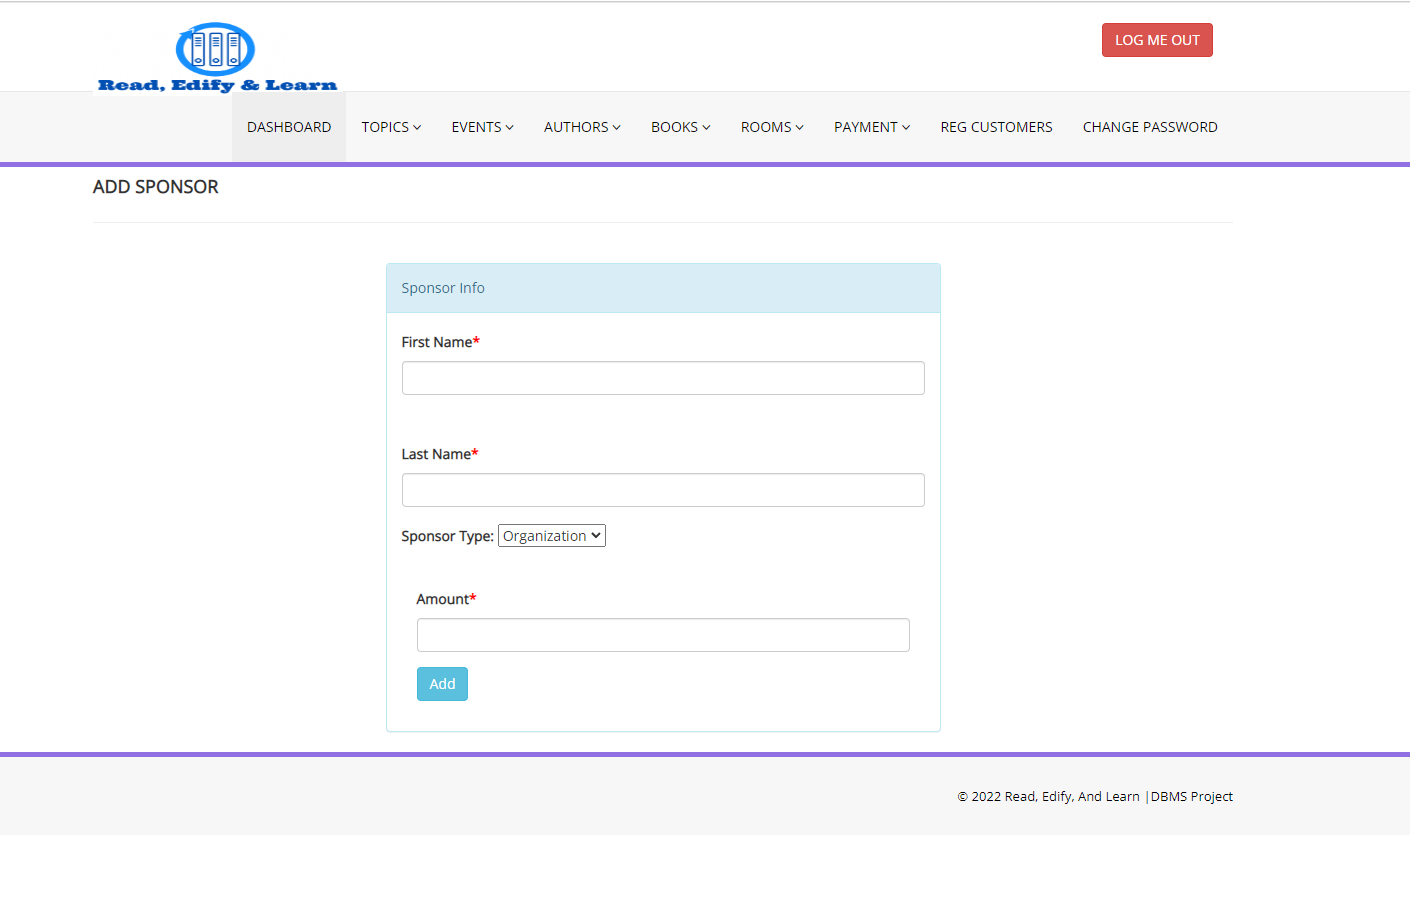 Read, Edify & Learn
LOG ME OUT
DASHBOARD TOPICS EVENTS AUTHORS BOOKS ROOMS PAYMENT REG CUSTOMERS CHANGE PASSWORD
ADD SPONSOR
Sponsor Info
First Name*
Last Name*
Sponsor Type: Organization
Amount*
Add
© 2022 Read, Edify, And Learn |DBMS Project